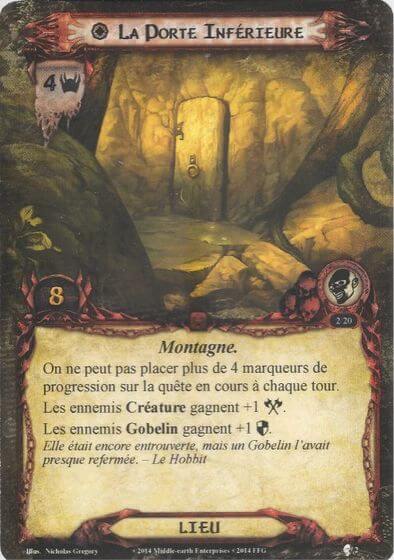 La Porte Inférieure
4
8
2/20
Montagne.
On ne peut pas placer plus de 4 marqueurs de
progression sur la quête en cours à chaque tour.
Les ennemis Créature gagnent +1 .
Les ennemis Gobelin gagnent +1 .
Elle était encore entrouverte, mais un Gobelin l'avait
presque refermée. – Le Hobbit
LIEU
Illus. Nicholas Gregory
©2014 Middle-earth Enterprises ©2014 FFG